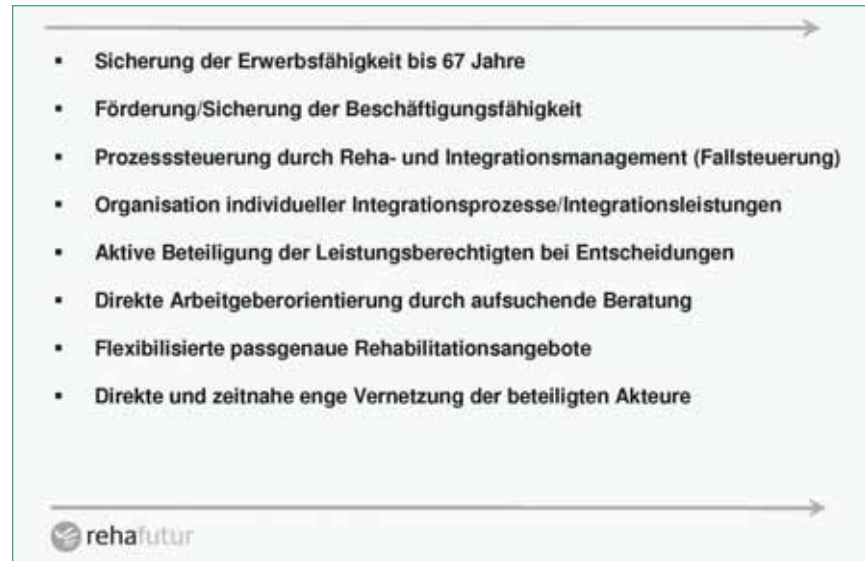 ▪ Sicherung der Erwerbsfähigkeit bis 67 Jahre
▪ Förderung/Sicherung der Beschäftigungsfähigkeit
▪ Prozesssteuerung durch Reha- und Integrationsmanagement (Fallsteuerung)
▪ Organisation individueller Integrationsprozesse/Integrationsleistungen
▪ Aktive Beteiligung der Leistungsberechtigten bei Entscheidungen
▪ Direkte Arbeitgeberorientierung durch aufsuchende Beratung
▪ Flexibilisierte passgenaue Rehabilitationsangebote
▪ Direkte und zeitnahe enge Vernetzung der beteiligten Akteure
rehafutur